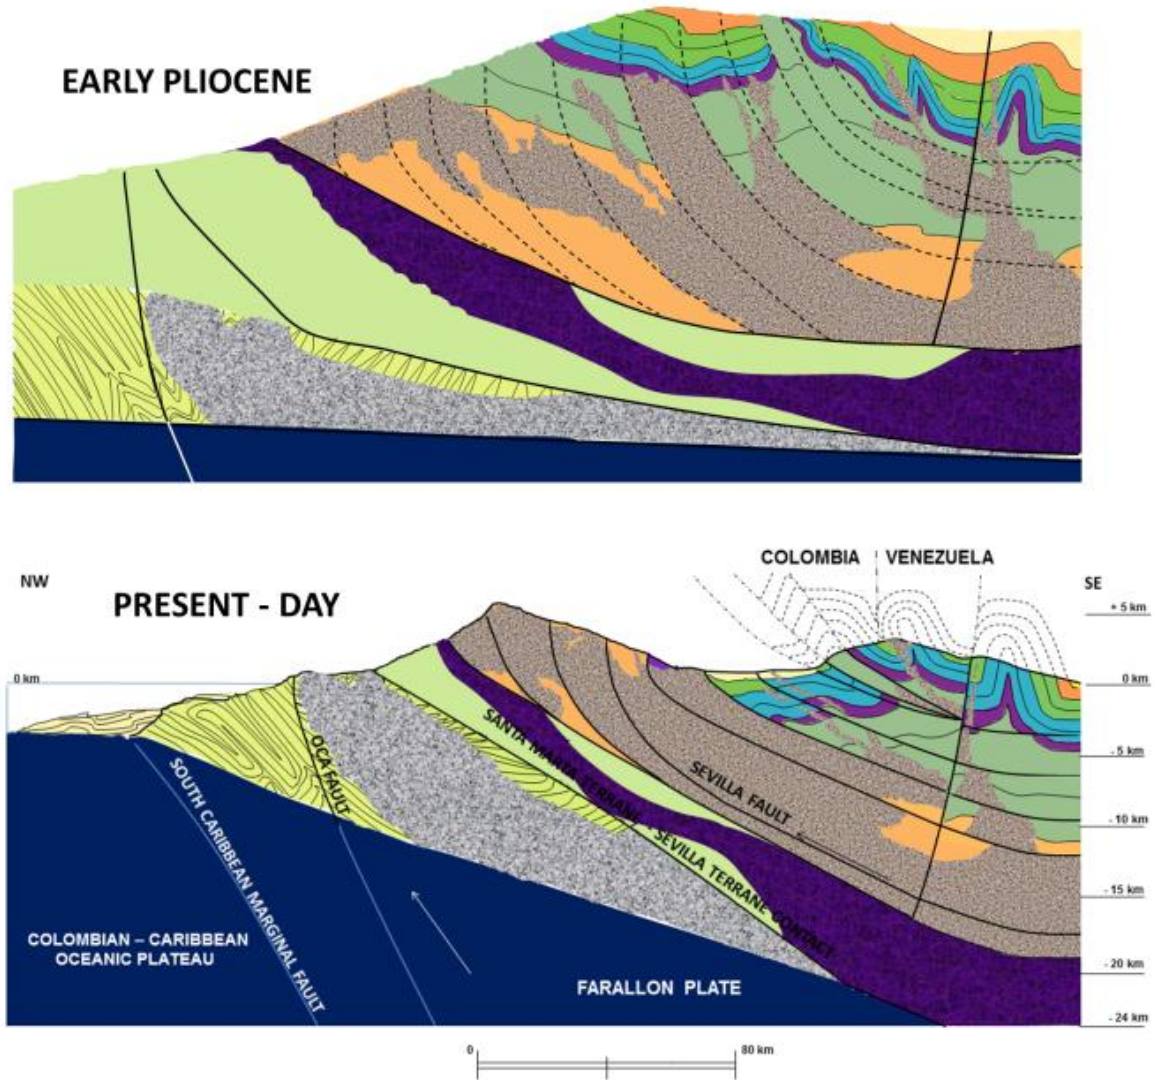 EARLY PLIOCENE
COLOMBIA VENEZUELA
NW
SE
PRESENT - DAY
+ 5 km
0 km
0 km
- 5 km
- 10 km
- 15 km
- 20 km
- 24 km
SANTA MARTA TERRANE - SEVILLA TERRANE CONTACT
SEVILLA FAULT
OCA FAULT
SOUTH CARIBBEAN MARGINAL FAULT
COLOMBIAN – CARIBBEAN
OCEANIC PLATEAU
FARALLON PLATE
0
80 km